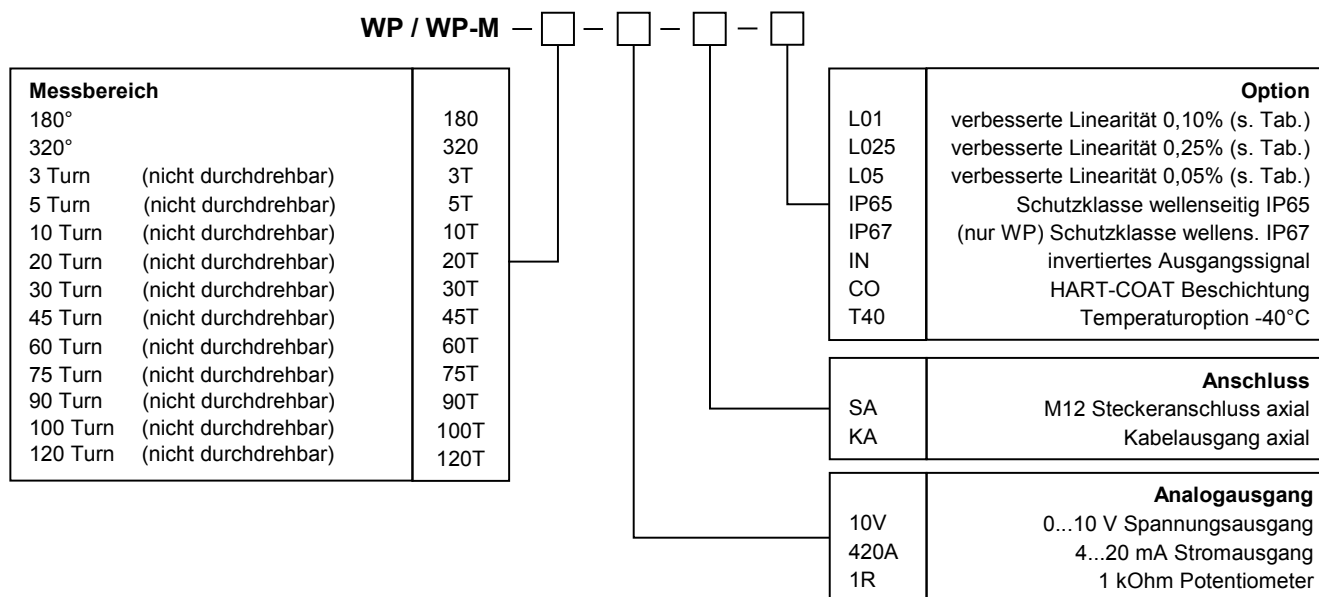 WP / WP-M – – – –
Messbereich
180° 180
320° 320
3 Turn (nicht durchdrehbar) 3T
5 Turn (nicht durchdrehbar) 5T
10 Turn (nicht durchdrehbar) 10T
20 Turn (nicht durchdrehbar) 20T
30 Turn (nicht durchdrehbar) 30T
45 Turn (nicht durchdrehbar) 45T
60 Turn (nicht durchdrehbar) 60T
75 Turn (nicht durchdrehbar) 75T
90 Turn (nicht durchdrehbar) 90T
100 Turn (nicht durchdrehbar) 100T
120 Turn (nicht durchdrehbar) 120T
Option
L01 verbesserte Linearität 0,10% (s. Tab.)
L025 verbesserte Linearität 0,25% (s. Tab.)
L05 verbesserte Linearität 0,05% (s. Tab.)
IP65 Schutzklasse wellenseitig IP65
IP67 (nur WP) Schutzklasse wellens. IP67
IN invertiertes Ausgangssignal
CO HART-COAT Beschichtung
T40 Temperaturoption -40°C
Anschluss
SA M12 Steckeranschluss axial
KA Kabelausgang axial
Analogausgang
10V 0...10 V Spannungsausgang
420A 4...20 mA Stromausgang
1R 1 kOhm Potentiometer